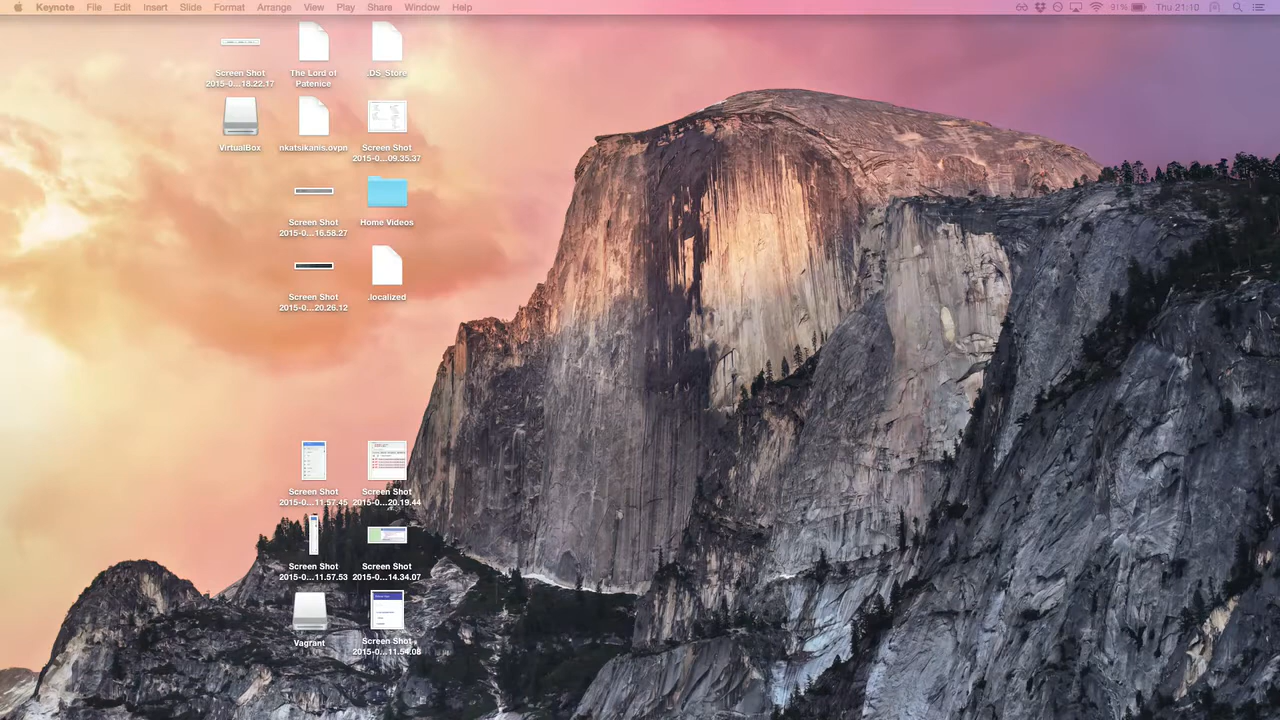 Keynote File Edit Insert Slide Format Arrange View Play Share Window Help 91% Thu 21:10
Screen Shot
2015-0...18.22.17
The Lord of
Patenice
.DS_Store
VirtualBox
nkatsikanis.ovpn
Screen Shot
2015-0...09.35.37
Screen Shot
2015-0...16.58.27
Home Videos
Screen Shot
2015-0...20.26.12
.localized
Screen Shot
2015-0...11.57.45
Screen Shot
2015-0...20.19.44
Screen Shot
2015-0...11.57.53
Screen Shot
2015-0...14.34.07
Vagrant
Screen Shot
2015-0...11.54.08